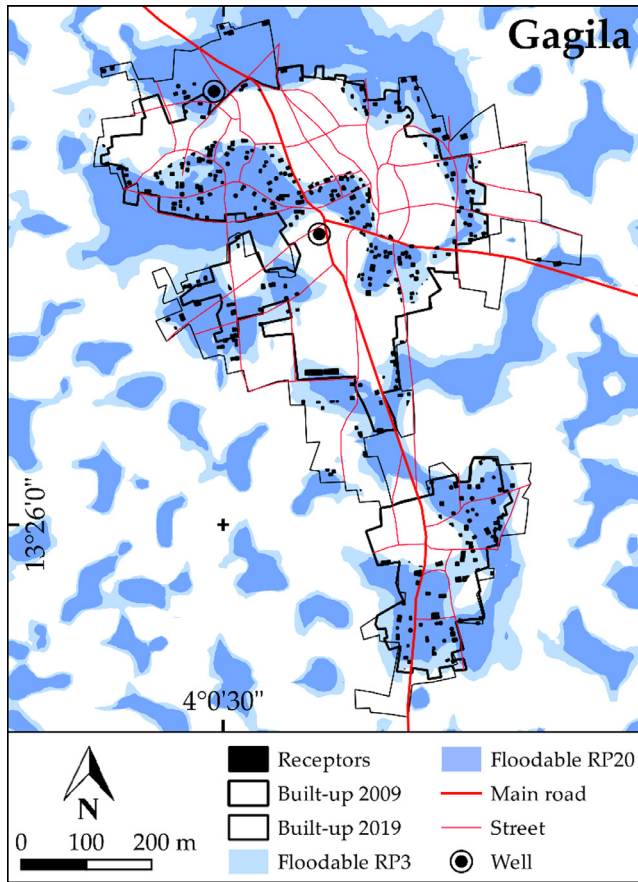 Gagila
13°26'0"
4°0'30"
N
0 100 200 m
Receptors
Built-up 2009
Built-up 2019
Floodable RP3
Floodable RP20
Main road
Street
Well